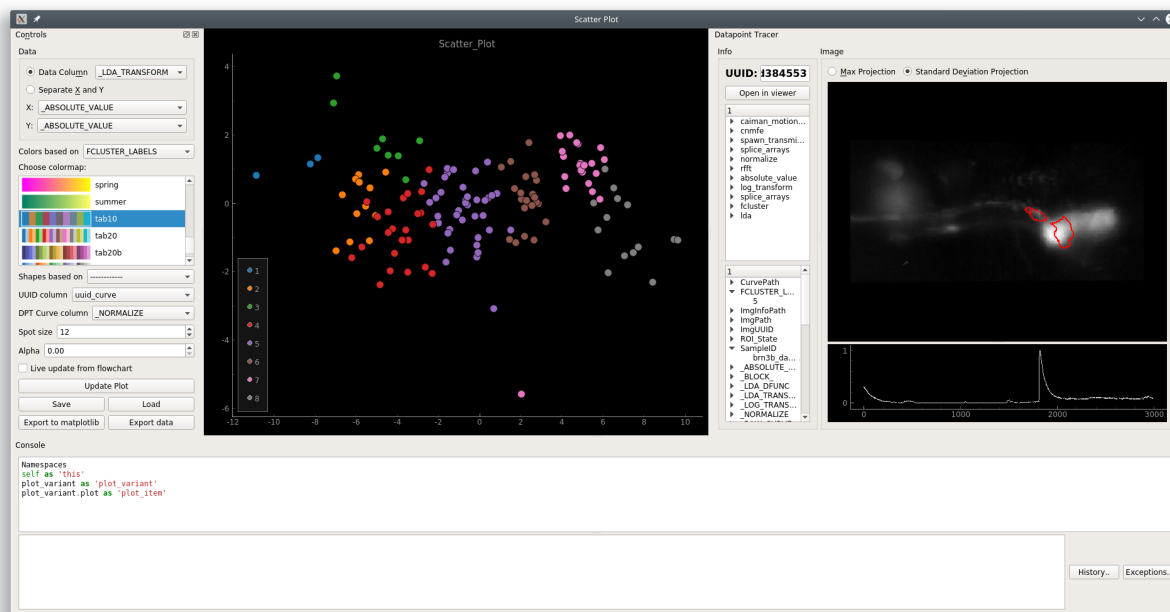 Scatter Plot
Controls
Data
Data Column _LDA_TRANSFORM
Separate X and Y
X: _ABSOLUTE_VALUE
Y: _ABSOLUTE_VALUE
Colors based on FCLUSTER_LABELS
Choose colormap:
spring
summer
tab10
tab20
tab20b
Shapes based on ------------
UUID column uuid_curve
DPT Curve column _NORMALIZE
Spot size 12
Alpha 0.00
Live update from flowchart
Update Plot
Save Load
Export to matplotlib Export data
Scatter_Plot
4
2
0
-2
-4
-6
-12 -10 -8 -6 -4 -2 0 2 4 6 8 10
1
2
3
4
5
6
7
8
Datapoint Tracer
Info
UUID: 384553
Open in viewer
1
caiman_motion...
cnmfe
spawn_transmi...
splice_arrays
normalize
rfft
absolute_value
log_transform
splice_arrays
fcluster
lda
1
CurvePath
FCLUSTER_L...
5
ImgInfoPath
ImgPath
ImgUUID
ROI_State
SampleID
brn3b_da...
_ABSOLUTE_...
_BLOCK_
_LDA_DFUNC
_LDA_TRANS...
_LOG_TRANS...
_NORMALIZE
Image
Max Projection Standard Deviation Projection
1
0
0 1000 2000 3000
Console
Namespaces
self as 'this'
plot_variant as 'plot_variant'
plot_variant.plot as 'plot_item'
History.. Exceptions.